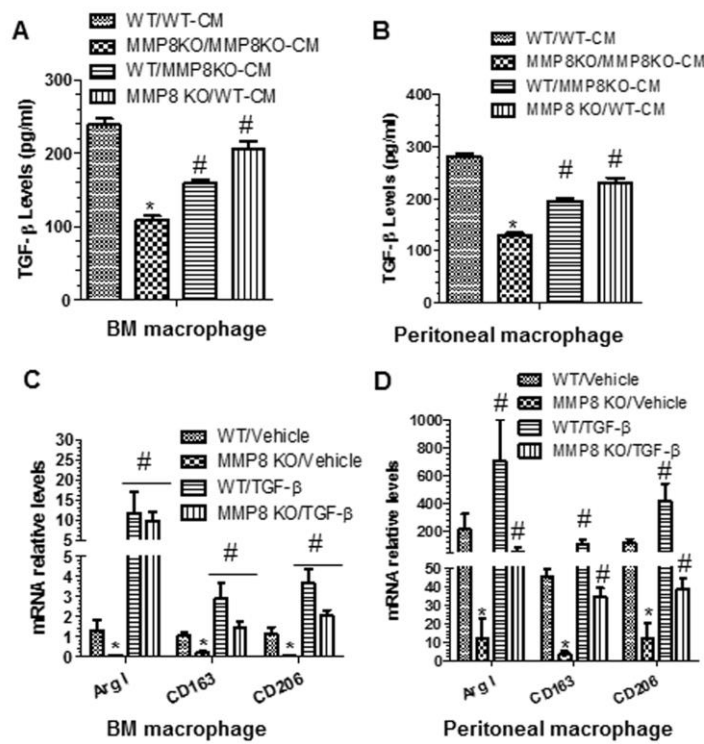 A
WT/WT-CM
MMP8KO/MMP8KO-CM
WT/MMP8KO-CM
MMP8 KO/WT-CM
TGF-β Levels (pg/ml)
300
200
100
0
*
#
#
BM macrophage
B
WT/WT-CM
MMP8KO/MMP8KO-CM
WT/MMP8KO-CM
MMP8 KO/WT-CM
TGF-β Levels (pg/ml)
400
300
200
100
0
*
#
#
Peritoneal macrophage
C
WT/Vehicle
MMP8 KO/Vehicle
WT/TGF-β
MMP8 KO/TGF-β
mRNA relative levels
30
25
20
15
10
5
4
3
2
1
0
*
#
*
#
*
#
Arg I
CD163
CD206
BM macrophage
D
WT/Vehicle
MMP8 KO/Vehicle
WT/TGF-β
MMP8 KO/TGF-β
mRNA relative levels
1000
800
600
400
200
50
40
30
20
10
0
*
#
#
*
#
#
*
#
#
Arg I
CD163
CD206
Peritoneal macrophage